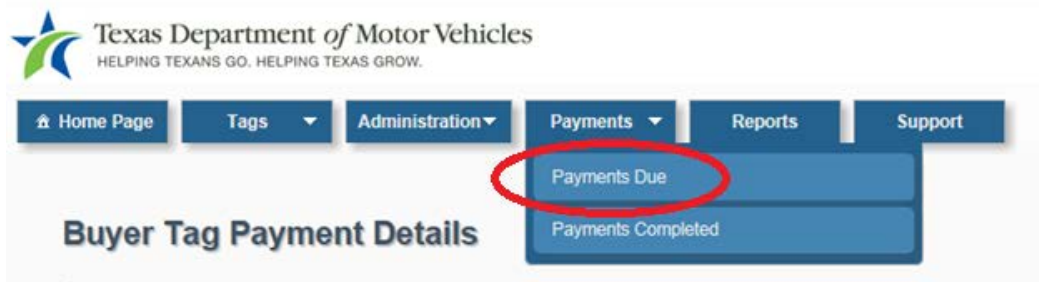 Texas Department of Motor Vehicles
HELPING TEXANS GO. HELPING TEXAS GROW.
Home Page Tags Administration Payments Reports Support
Payments Due
Buyer Tag Payment Details
Payments Completed